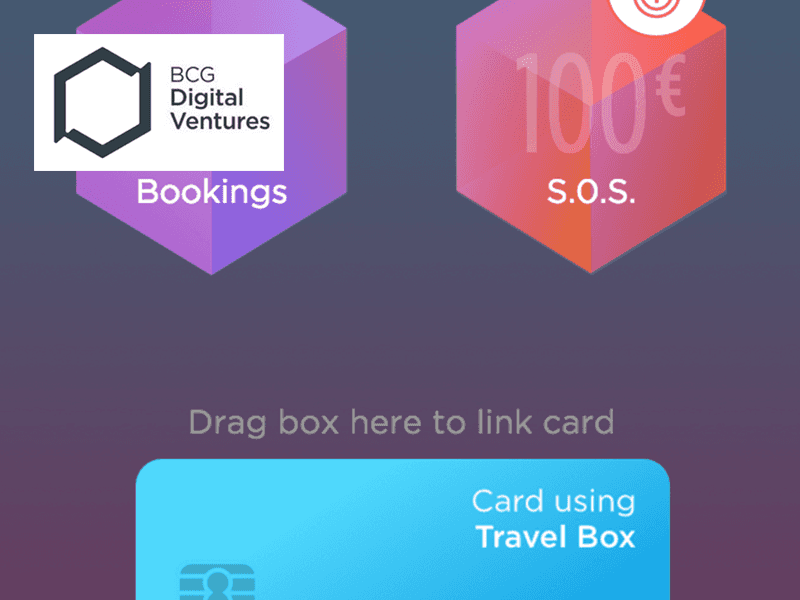 BCG
Digital
Ventures
Bookings
100€
S.O.S.
Drag box here to link card
Card using
Travel Box